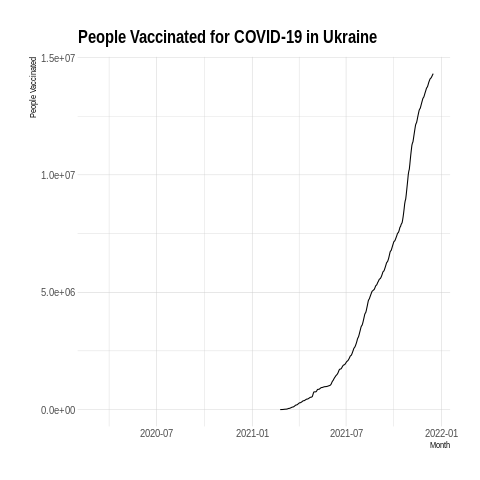 People Vaccinated for COVID-19 in Ukraine
People Vaccinated
1.5e+07
1.0e+07
5.0e+06
0.0e+00
2020-07
2021-01
2021-07
2022-01
Month